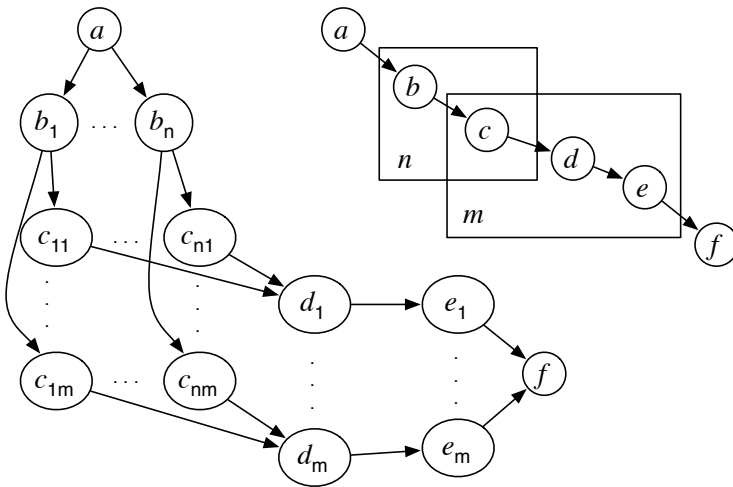 a a
b
b₁ . . . bₙ
c
n d
e
m
c₁₁ . . . cₙ₁
f
d₁ e₁
f
c₁ₘ . . . cₙₘ
dₘ eₘ